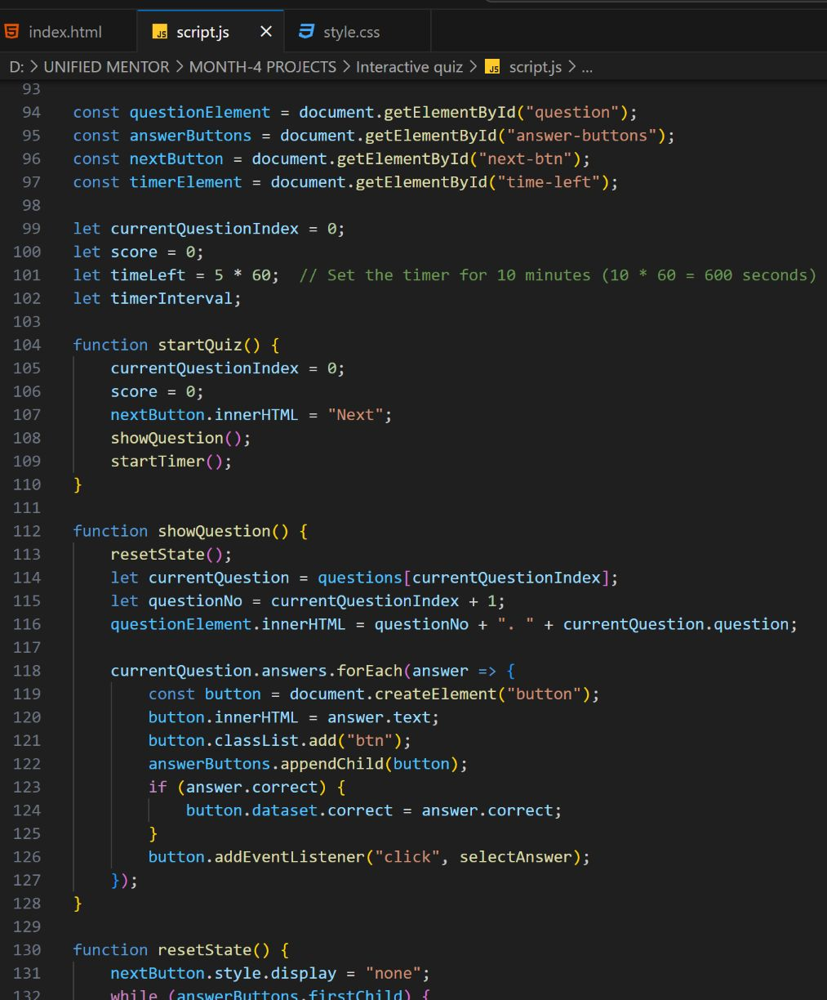 index.html
JS script.js ×
style.css
D: > UNIFIED MENTOR > MONTH-4 PROJECTS > Interactive quiz > JS script.js > ...
93
94 const questionElement = document.getElementById("question");
95 const answerButtons = document.getElementById("answer-buttons");
96 const nextButton = document.getElementById("next-btn");
97 const timerElement = document.getElementById("time-left");
98
99 let currentQuestionIndex = 0;
100 let score = 0;
101 let timeLeft = 5 * 60;  // Set the timer for 10 minutes (10 * 60 = 600 seconds)
102 let timerInterval;
103
104 function startQuiz() {
105     currentQuestionIndex = 0;
106     score = 0;
107     nextButton.innerHTML = "Next";
108     showQuestion();
109     startTimer();
110 }
111
112 function showQuestion() {
113     resetState();
114     let currentQuestion = questions[currentQuestionIndex];
115     let questionNo = currentQuestionIndex + 1;
116     questionElement.innerHTML = questionNo + ". " + currentQuestion.question;
117
118     currentQuestion.answers.forEach(answer => {
119         const button = document.createElement("button");
120         button.innerHTML = answer.text;
121         button.classList.add("btn");
122         answerButtons.appendChild(button);
123         if (answer.correct) {
124             button.dataset.correct = answer.correct;
125         }
126         button.addEventListener("click", selectAnswer);
127     });
128 }
129
130 function resetState() {
131     nextButton.style.display = "none";
132     while (answerButtons.firstChild) {